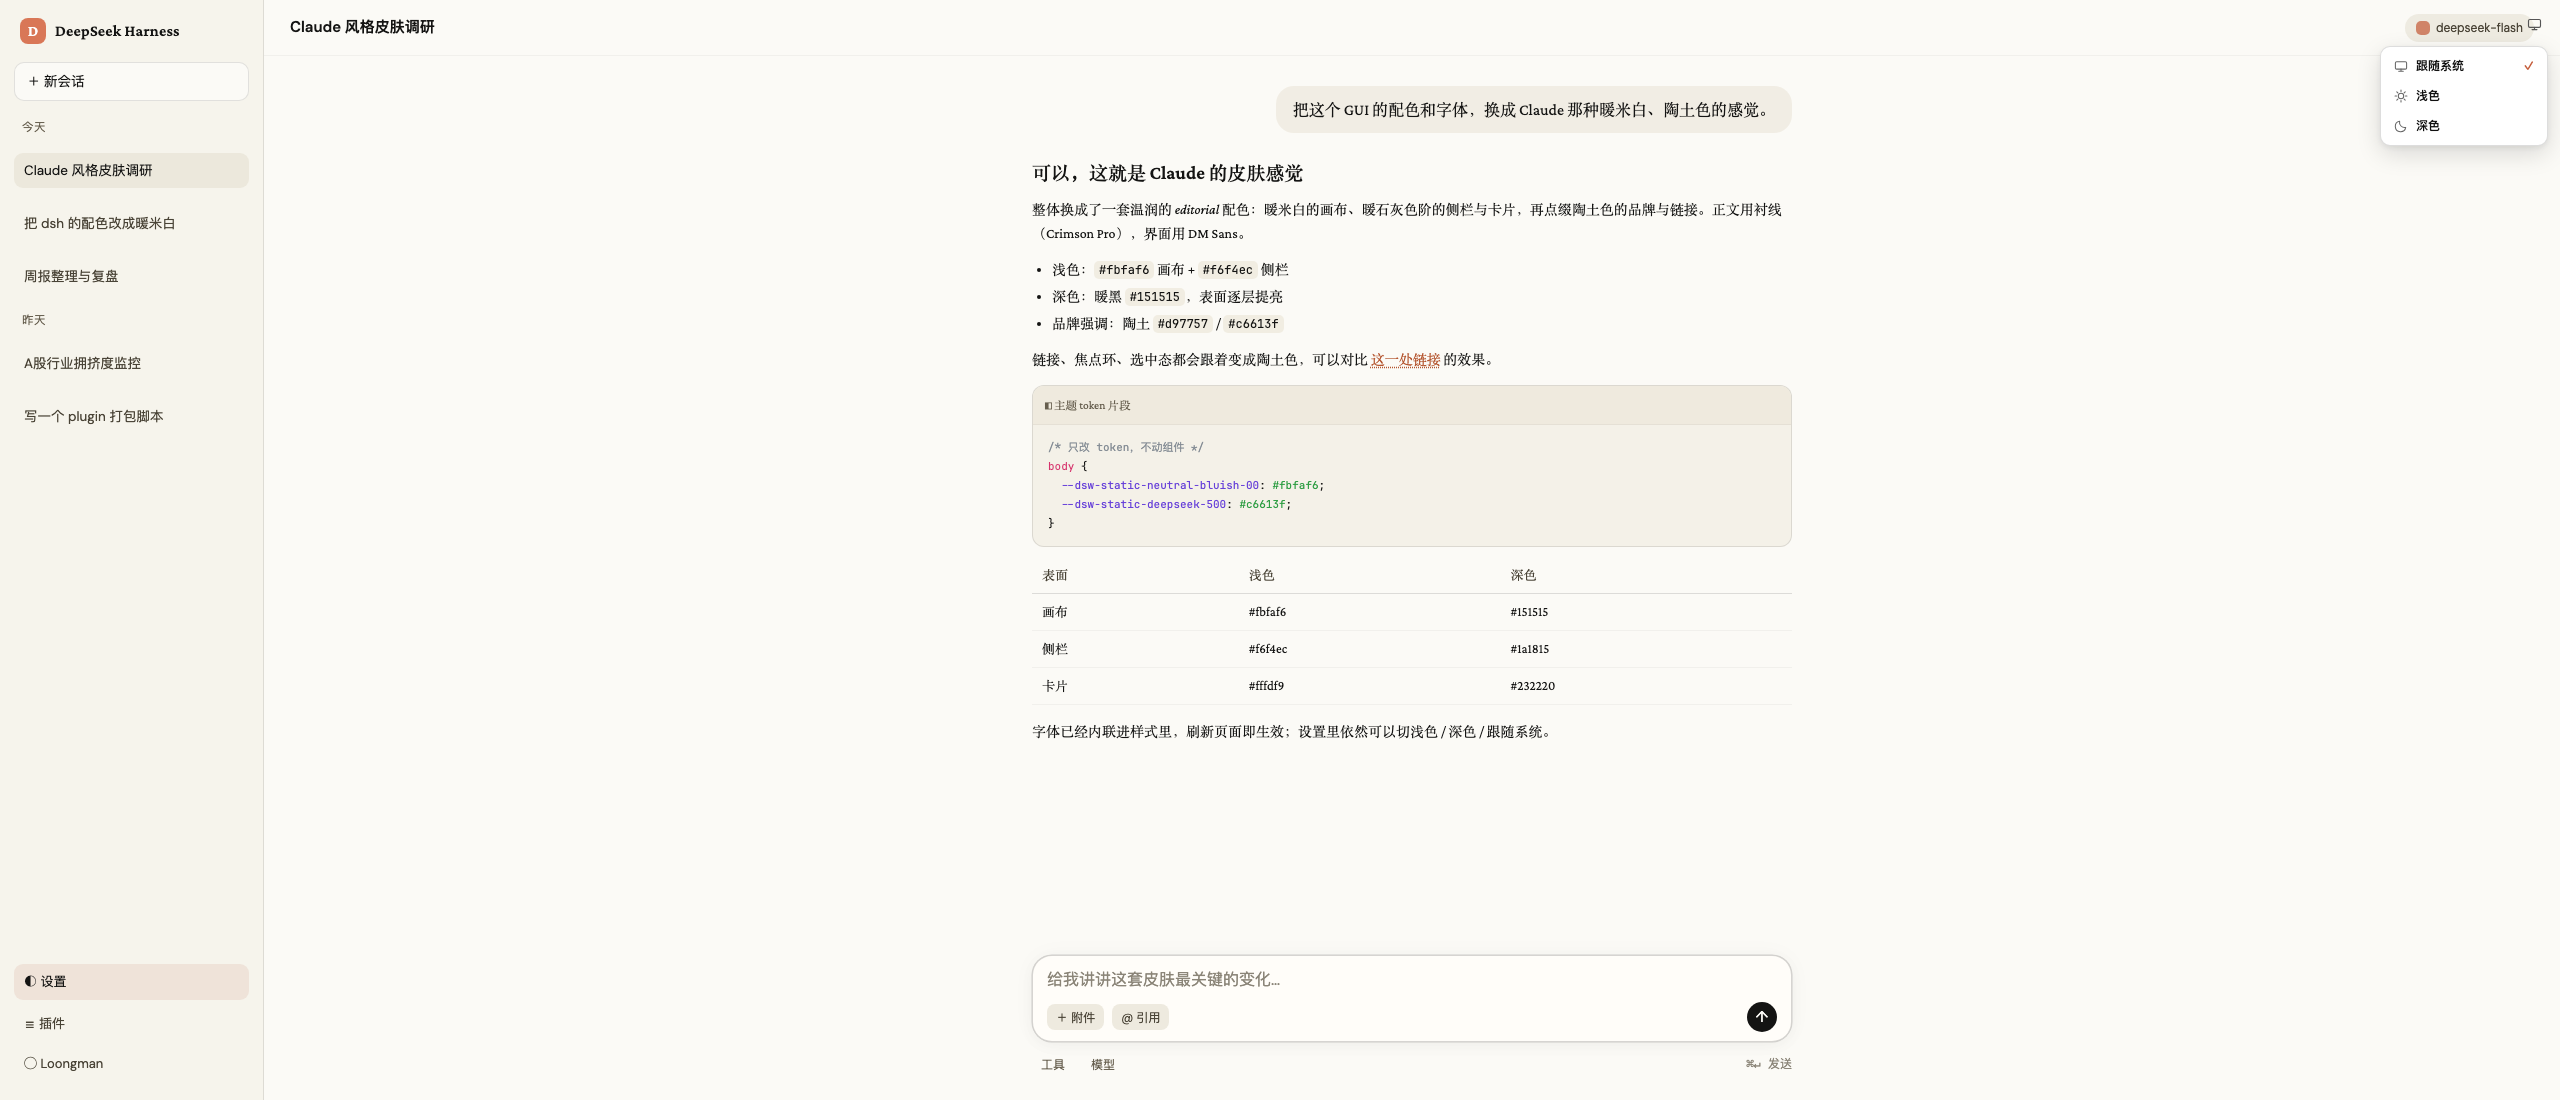 D DeepSeek Harness
+ 新会话
今天
Claude 风格皮肤调研
把 dsh 的配色改成暖米白
周报整理与复盘
昨天
A股行业拥挤度监控
写一个 plugin 打包脚本
设置
插件
Loongman
Claude 风格皮肤调研
deepseek-flash
跟随系统
浅色
深色
把这个 GUI 的配色和字体，换成 Claude 那种暖米白、陶土色的感觉。
可以，这就是 Claude 的皮肤感觉
整体换成了一套温润的 editorial 配色：暖米白的画布、暖石灰色阶的侧栏与卡片，再点缀陶土色的品牌与链接。正文用衬线
（Crimson Pro），界面用 DM Sans。
• 浅色：#fbfaf6 画布 + #f6f4ec 侧栏
• 深色：暖黑 #151515，表面逐层提亮
• 品牌强调：陶土 #d97757 / #c6613f
链接、焦点环、选中态都会跟着变成陶土色，可以对比 这一处链接 的效果。
主题 token 片段
/* 只改 token，不动组件 */
body {
--dsw-static-neutral-bluish-00: #fbfaf6;
--dsw-static-deepseek-500: #c6613f;
}
表面 浅色 深色
画布 #fbfaf6 #151515
侧栏 #f6f4ec #1a1815
卡片 #fffdf9 #232220
字体已经内联进样式里，刷新页面即生效；设置里依然可以切浅色 / 深色 / 跟随系统。
给我讲讲这套皮肤最关键的变化…
+ 附件 @ 引用
工具 模型 ⌘↵ 发送